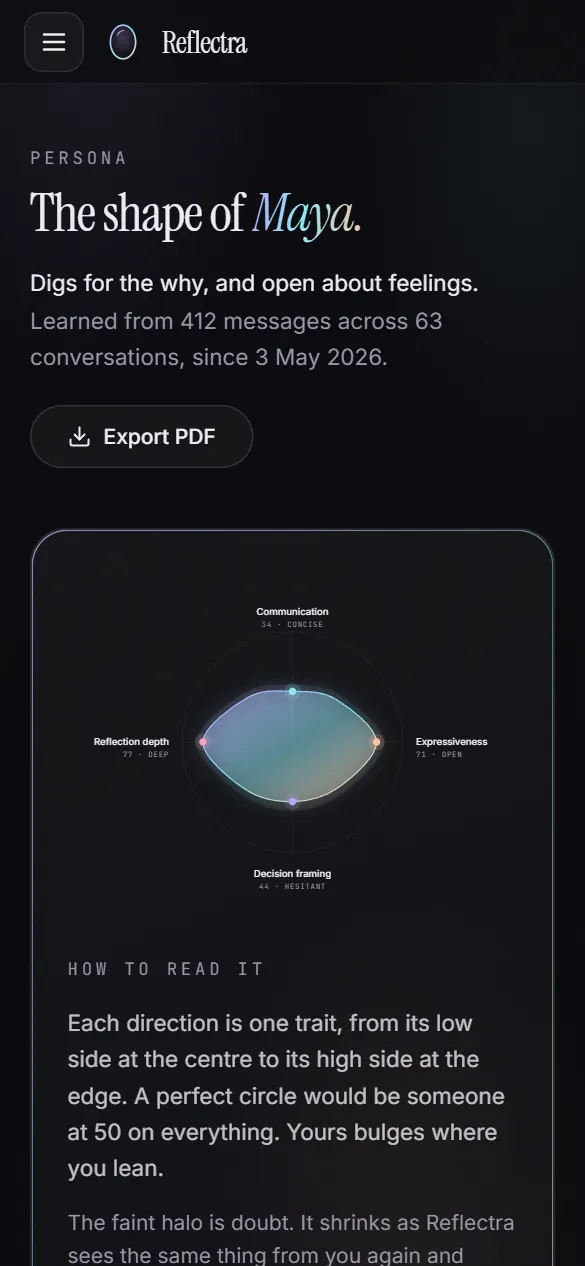 Reflectra
PERSONA
The shape of Maya.
Digs for the why, and open about feelings.
Learned from 412 messages across 63
conversations, since 3 May 2026.
Export PDF
Communication
34 · CONCISE
Reflection depth
77 · DEEP
Expressiveness
71 · OPEN
Decision framing
44 · HESITANT
HOW TO READ IT
Each direction is one trait, from its low
side at the centre to its high side at the
edge. A perfect circle would be someone
at 50 on everything. Yours bulges where
you lean.
The faint halo is doubt. It shrinks as Reflectra
sees the same thing from you again and